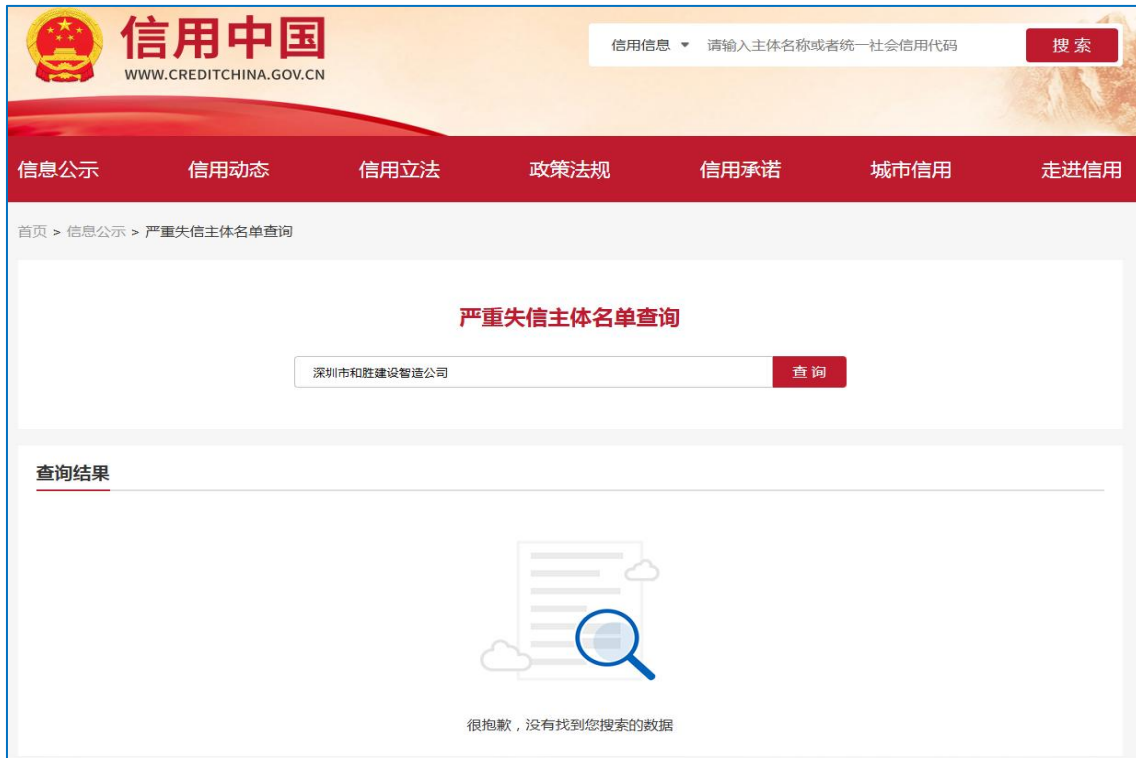 信用中国
WWW.CREDITCHINA.GOV.CN
信用信息 请输入主体名称或者统一社会信用代码 搜索
信息公示 信用动态 信用立法 政策法规 信用承诺 城市信用 走进信用
首页 > 信息公示 > 严重失信主体名单查询
严重失信主体名单查询
深圳市和胜建设智造公司 查询
查询结果
很抱歉，没有找到您搜索的数据